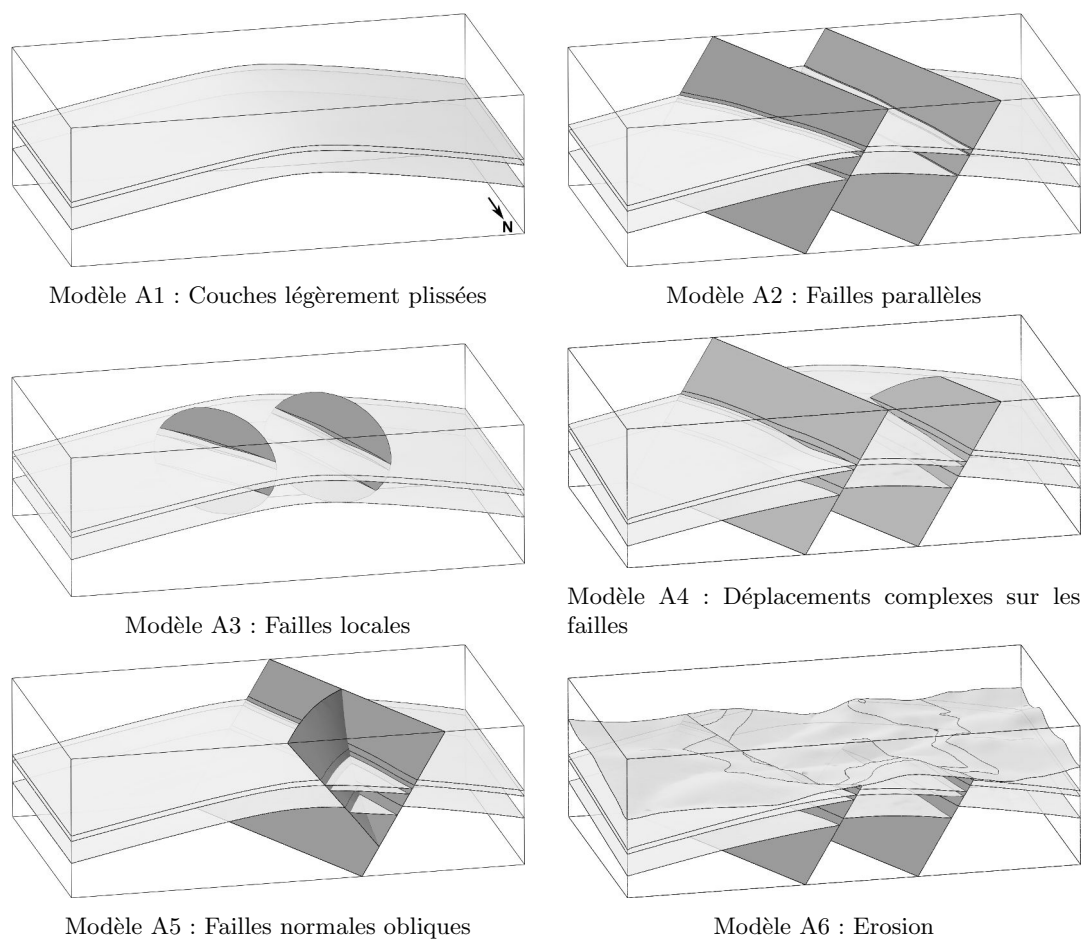 N
Modèle A1 : Couches légèrement plissées
Modèle A2 : Failles parallèles
Modèle A3 : Failles locales
Modèle A4 : Déplacements complexes sur les
failles
Modèle A5 : Failles normales obliques
Modèle A6 : Erosion